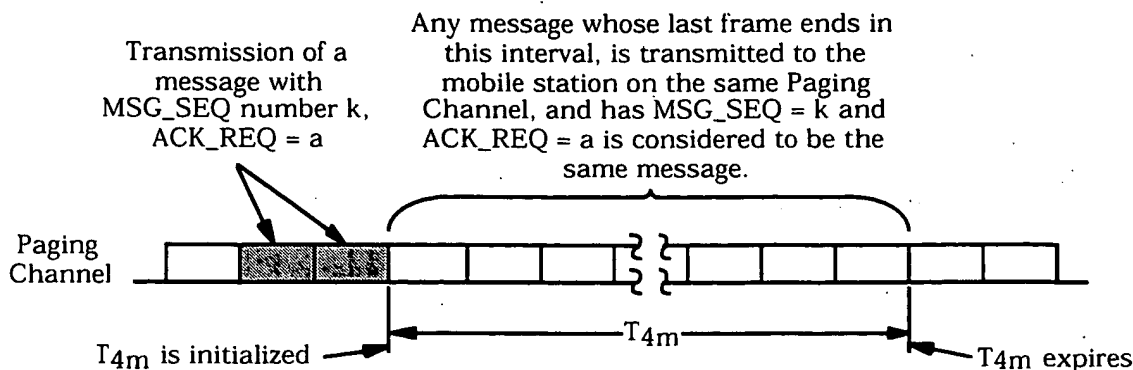 Transmission of a
message with
MSG_SEQ number k,
ACK_REQ = a
Any message whose last frame ends in
this interval, is transmitted to the
mobile station on the same Paging
Channel, and has MSG_SEQ = k and
ACK_REQ = a is considered to be the
same message.
Paging
Channel
T4m
T4m is initialized
T4m expires